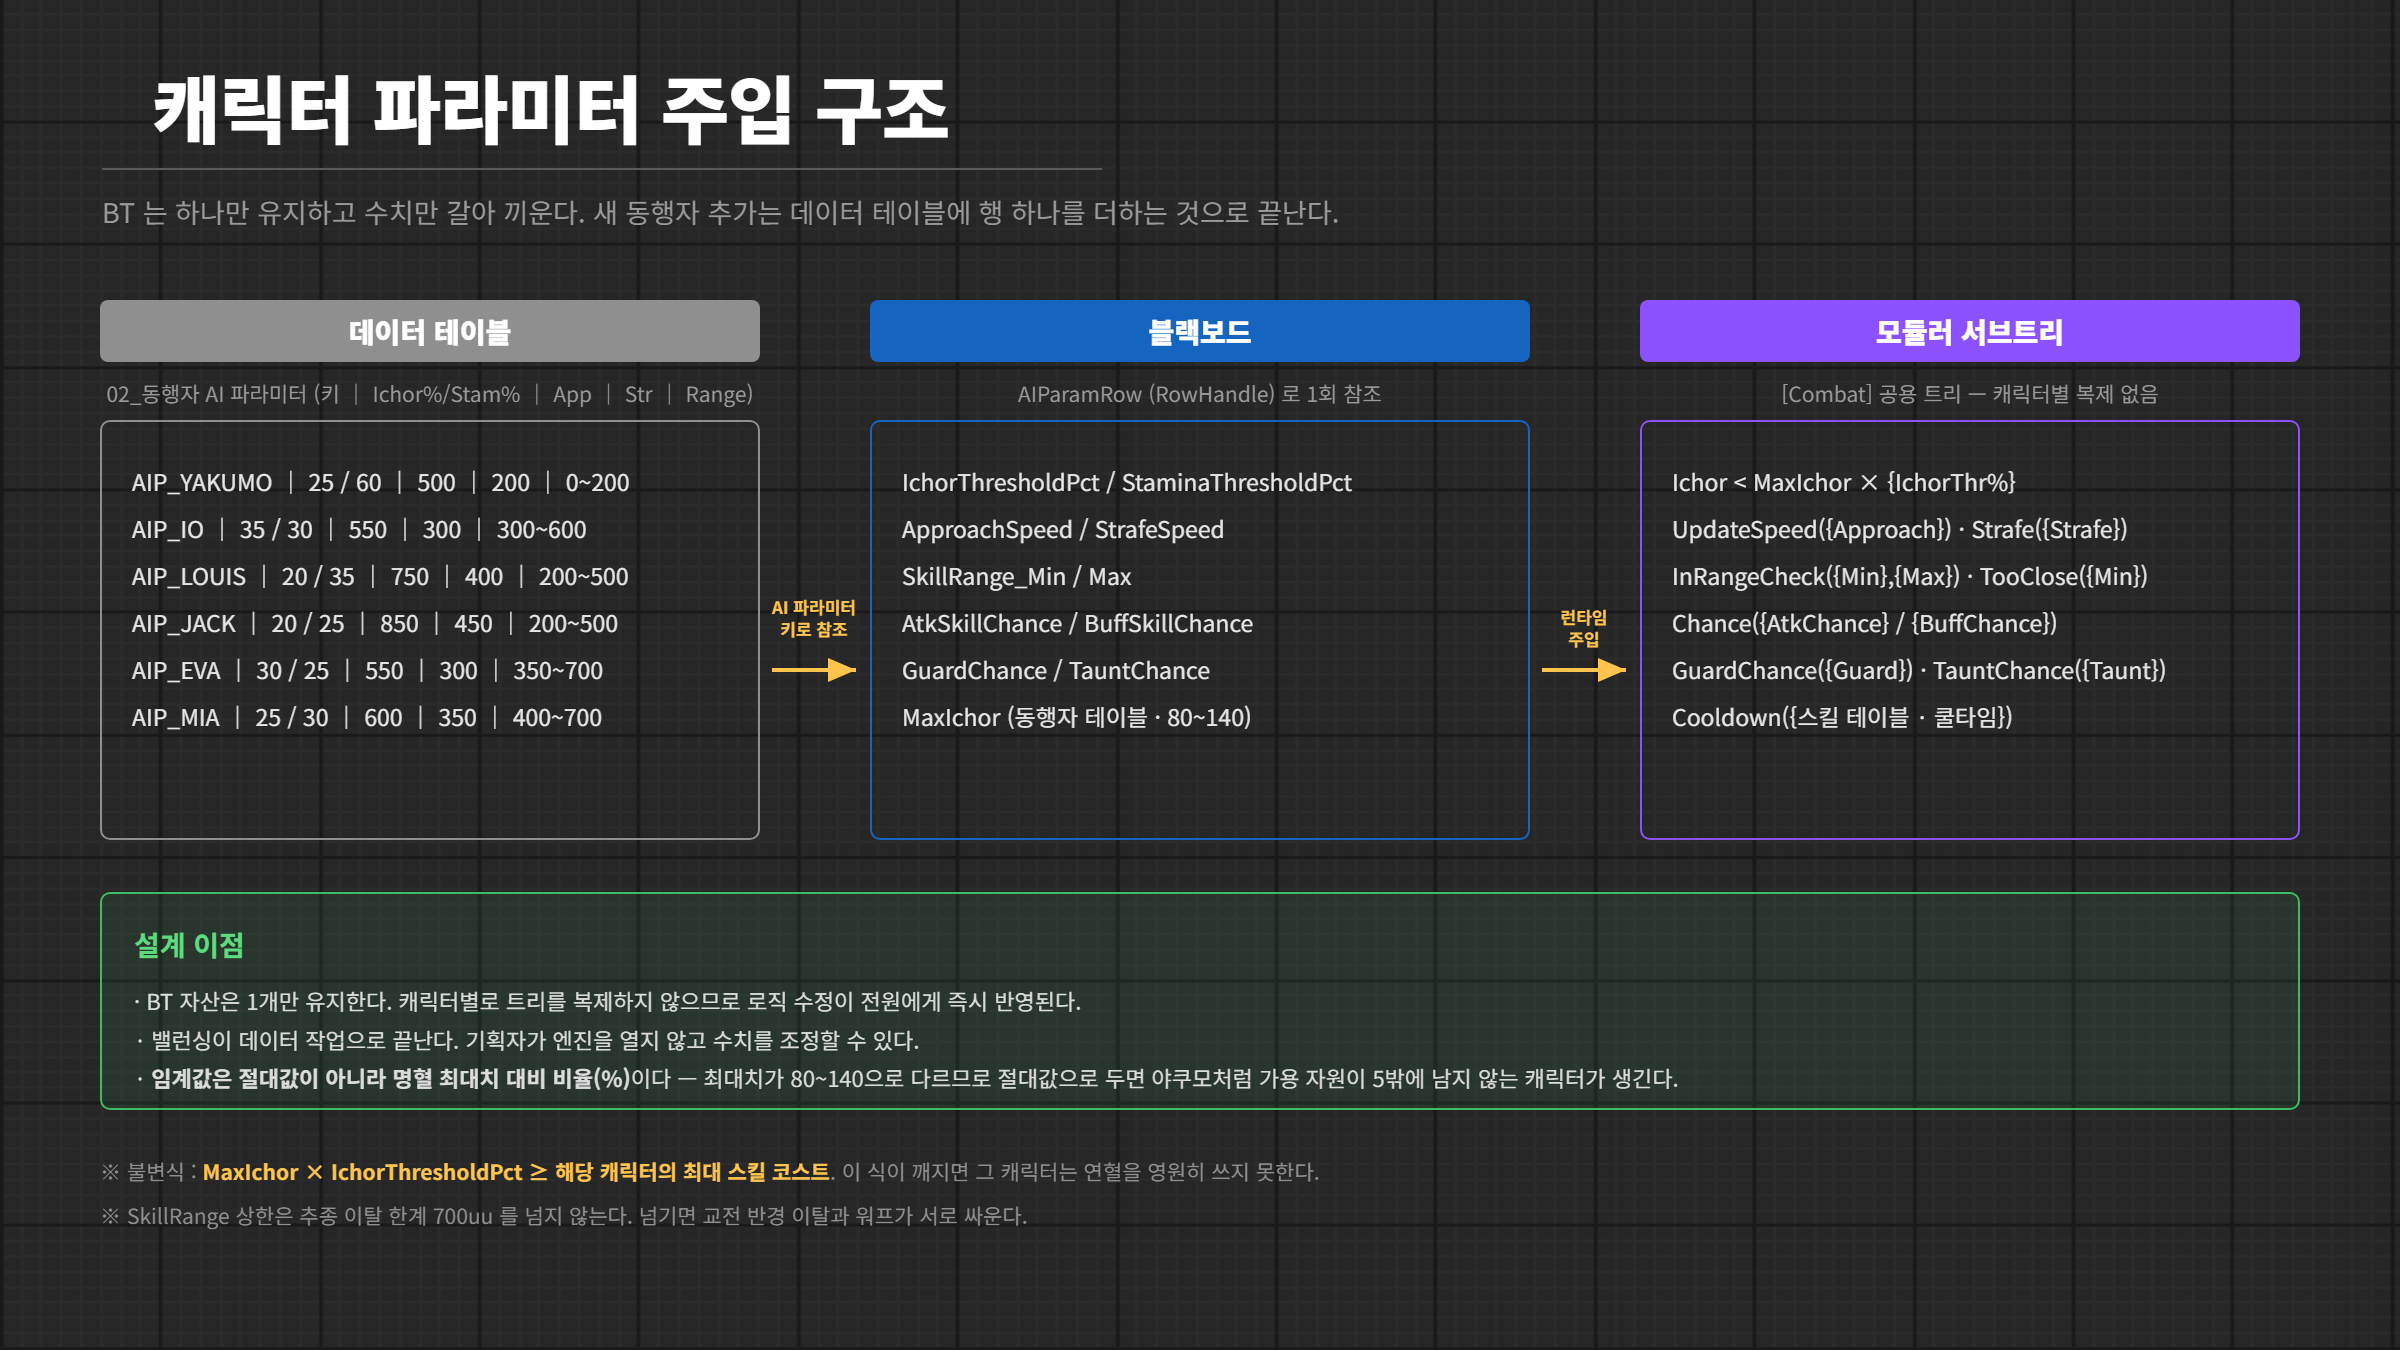 캐릭터 파라미터 주입 구조
BT 는 하나만 유지하고 수치만 갈아 끼운다. 새 동행자 추가는 데이터 테이블에 행 하나를 더하는 것으로 끝난다.
데이터 테이블
02_동행자 AI 파라미터 (키 | Ichor%/Stam% | App | Str | Range)
AIP_YAKUMO | 25 / 60 | 500 | 200 | 0~200
AIP_IO | 35 / 30 | 550 | 300 | 300~600
AIP_LOUIS | 20 / 35 | 750 | 400 | 200~500
AIP_JACK | 20 / 25 | 850 | 450 | 200~500
AIP_EVA | 30 / 25 | 550 | 300 | 350~700
AIP_MIA | 25 / 30 | 600 | 350 | 400~700
AI 파라미터
키로 참조
블랙보드
AIParamRow (RowHandle) 로 1회 참조
IchorThresholdPct / StaminaThresholdPct
ApproachSpeed / StrafeSpeed
SkillRange_Min / Max
AtkSkillChance / BuffSkillChance
GuardChance / TauntChance
MaxIchor (동행자 테이블 · 80~140)
런타임
주입
모듈러 서브트리
[Combat] 공용 트리 — 캐릭터별 복제 없음
Ichor < MaxIchor × {IchorThr%}
UpdateSpeed({Approach}) · Strafe({Strafe})
InRangeCheck({Min},{Max}) · TooClose({Min})
Chance({AtkChance} / {BuffChance})
GuardChance({Guard}) · TauntChance({Taunt})
Cooldown({스킬 테이블 · 쿨타임})
설계 이점
· BT 자산은 1개만 유지한다. 캐릭터별로 트리를 복제하지 않으므로 로직 수정이 전원에게 즉시 반영된다.
· 밸런싱이 데이터 작업으로 끝난다. 기획자가 엔진을 열지 않고 수치를 조정할 수 있다.
· 임계값은 절대값이 아니라 명혈 최대치 대비 비율(%)이다 — 최대치가 80~140으로 다르므로 절대값으로 두면 야쿠모처럼 가용 자원이 5밖에 남지 않는 캐릭터가 생긴다.
※ 불변식 : MaxIchor × IchorThresholdPct ≥ 해당 캐릭터의 최대 스킬 코스트. 이 식이 깨지면 그 캐릭터는 연혈을 영원히 쓰지 못한다.
※ SkillRange 상한은 추종 이탈 한계 700uu 를 넘지 않는다. 넘기면 교전 반경 이탈과 워프가 서로 싸운다.